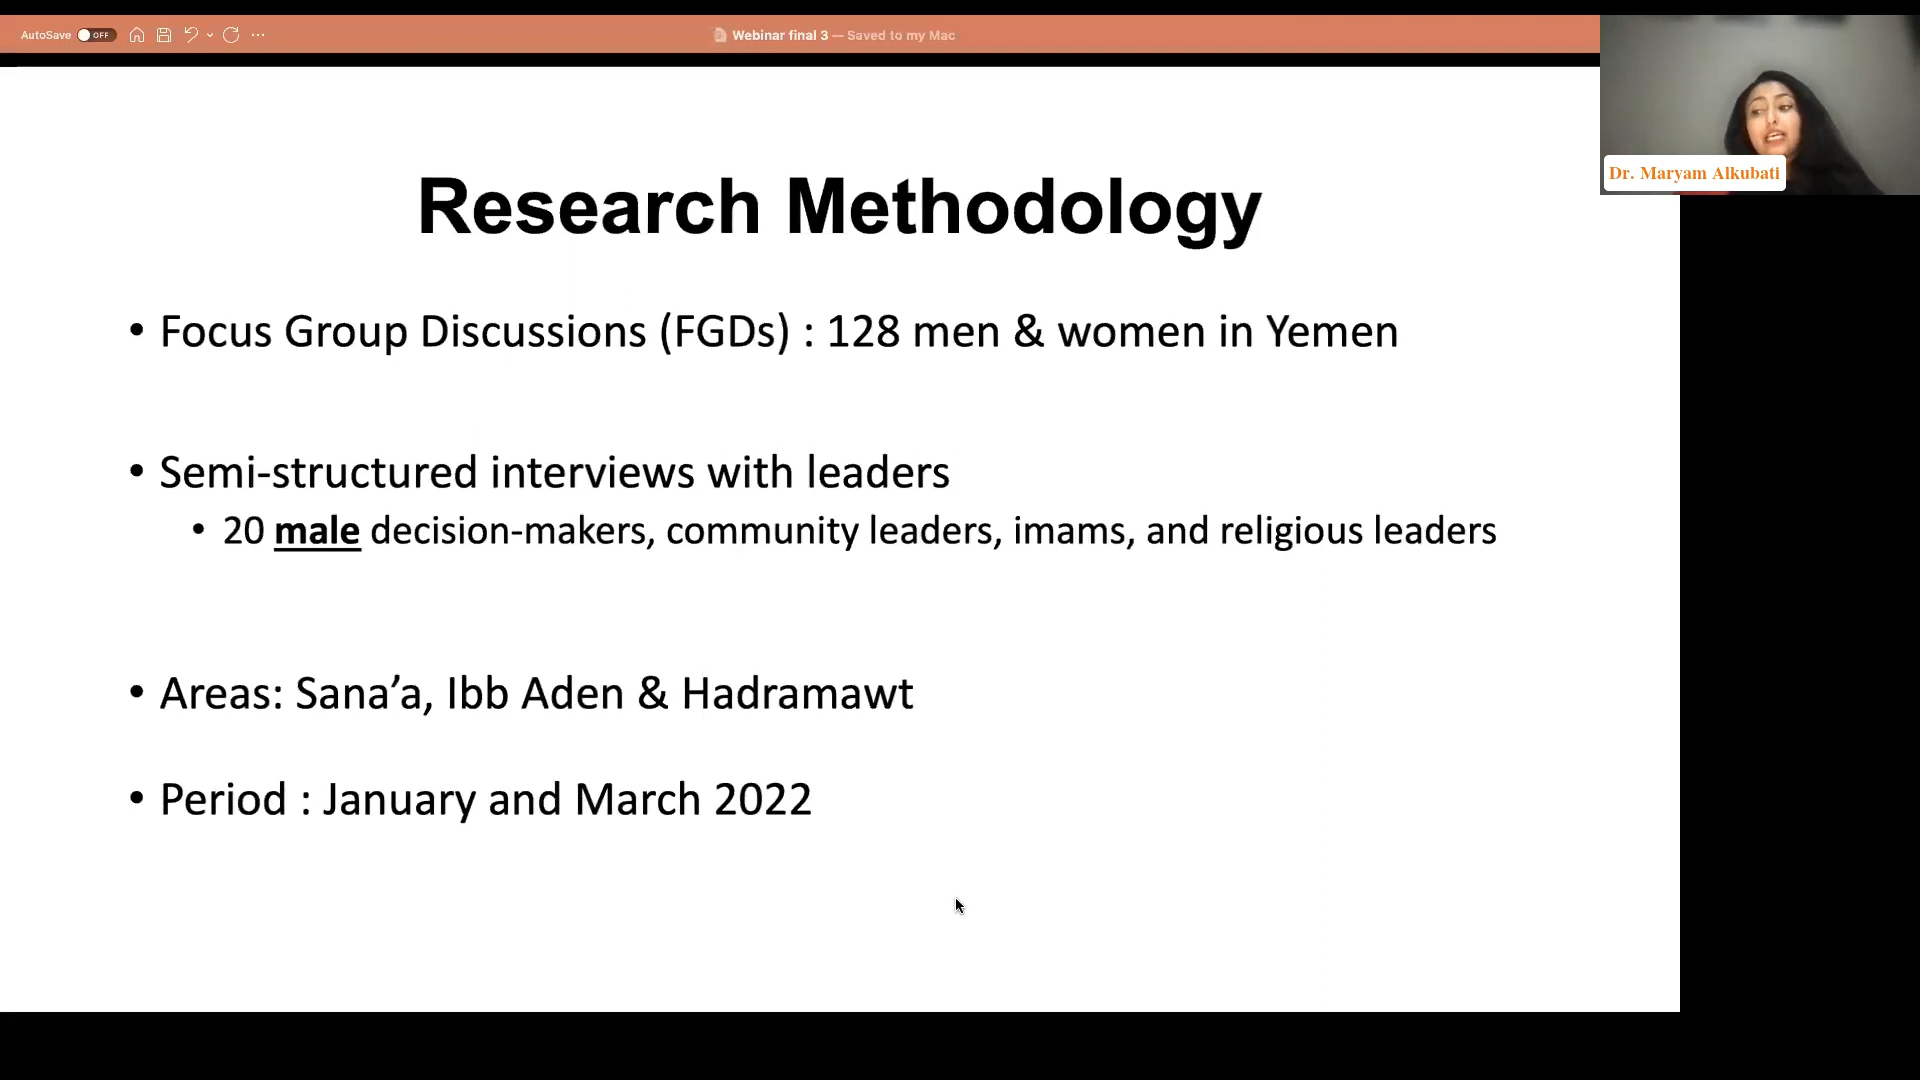 AutoSave OFF
Webinar final 3 — Saved to my Mac
Dr. Maryam Alkubati
Research Methodology
• Focus Group Discussions (FGDs) : 128 men & women in Yemen
• Semi-structured interviews with leaders
• 20 male decision-makers, community leaders, imams, and religious leaders
• Areas: Sana’a, Ibb Aden & Hadramawt
• Period : January and March 2022